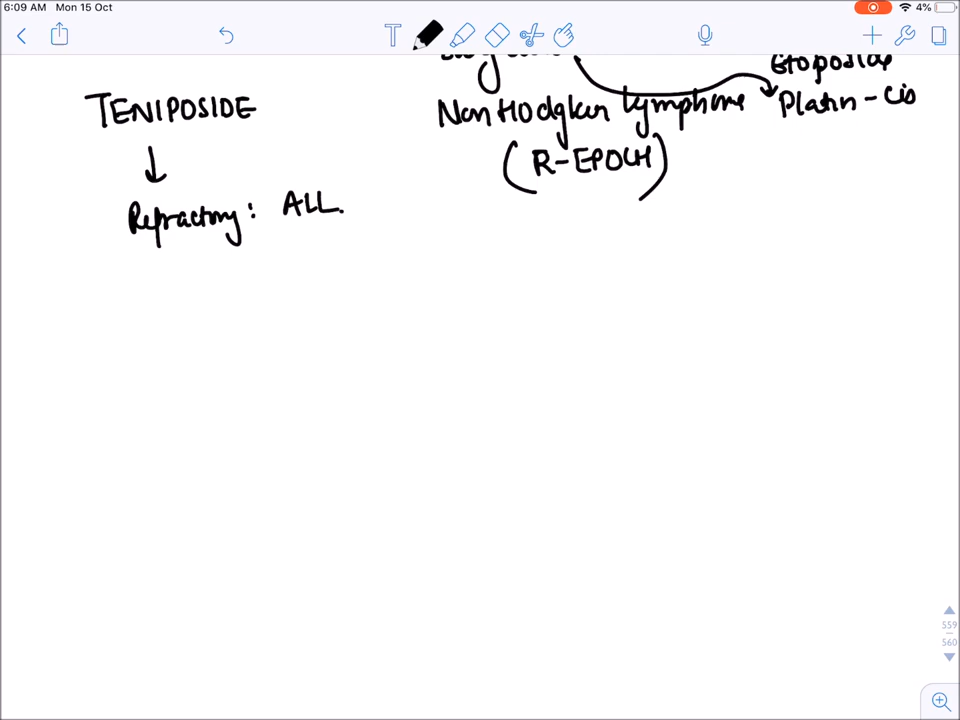 6:09 AM Mon 15 Oct
4%
T
Etoposide
TENIPOSIDE
Non Hodgkin lymphoma
Platin - Cis
(R-EPOCH)
Refractory: ALL.
559
560